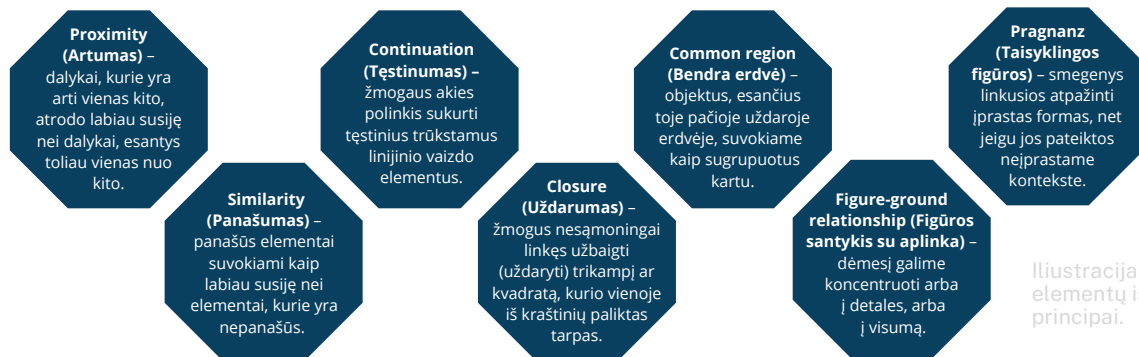 Proximity
(Artumas) –
dalykai, kurie yra
arti vienas kito,
atrodo labiau susiję
nei dalykai, esantys
toliau vienas nuo
kito.
Similarity
(Panašumas) –
panašūs elementai
suvokiami kaip
labiau susiję nei
elementai, kurie yra
nepanašūs.
Continuation
(Tęstinumas) –
žmogaus akies
polinkis sukurti
tęstinius trūkstamus
linijinio vaizdo
elementus.
Closure
(Uždarumas) –
žmogus nesąmoningai
linkęs užbaigti
(uždaryti) trikampį ar
kvadratą, kurio vienoje
iš kraštinių paliktas
tarpas.
Common region
(Bendra erdvė) –
objektus, esančius
toje pačioje uždaroje
erdvėje, suvokiame
kaip sugrupuotus
kartu.
Figure-ground
relationship (Figūros
santykis su aplinka) –
dėmesį galime
koncentruoti arba
į detales, arba
į visumą.
Pragnanz
(Taisyklingos
figūros) – smegenys
linkusios atpažinti
įprastas formas, net
jeigu jos pateiktos
neįprastame
kontekste.
Iliustracija
elementų
principai.